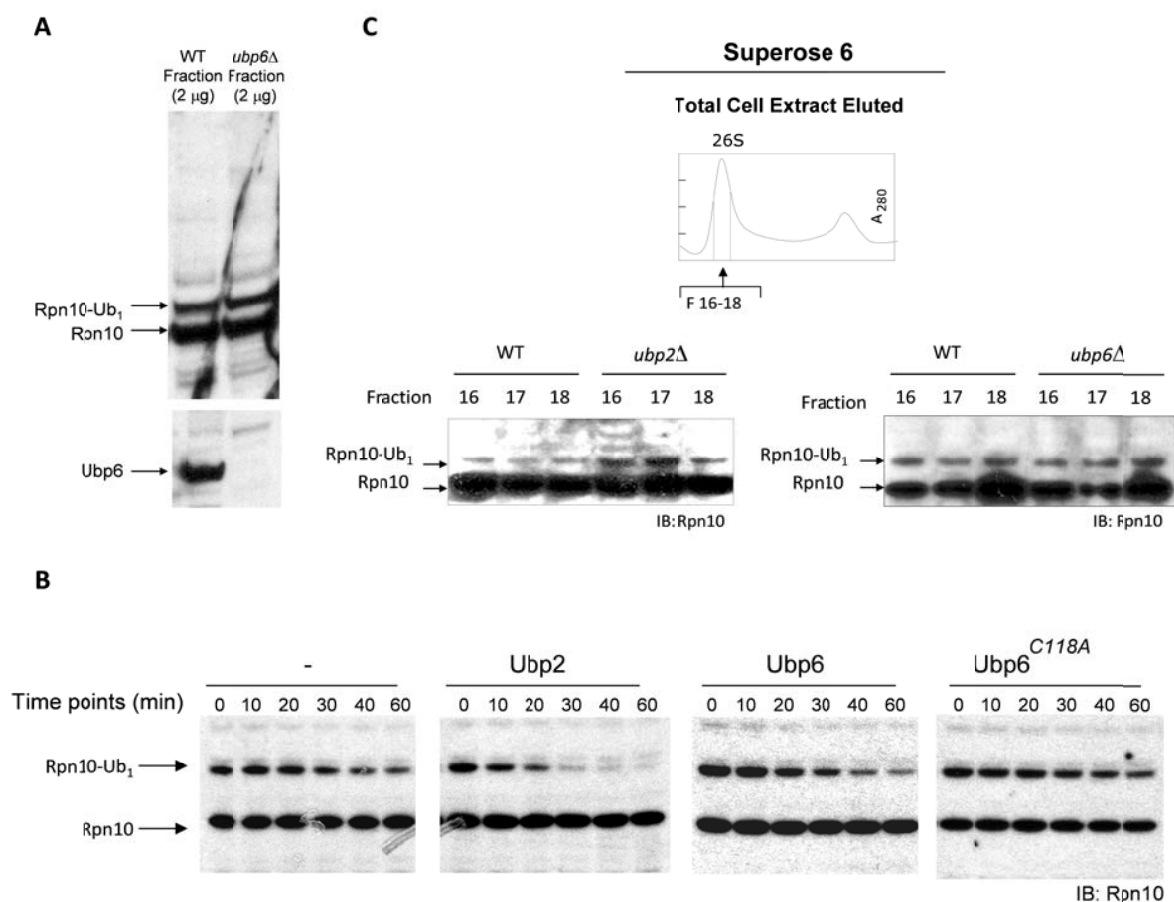 A
WT Fraction (2 µg)
ubp6Δ Fraction (2 µg)
Rpn10-Ub1
Rpn10
Ubp6
C
Superose 6
Total Cell Extract Eluted
26S
A280
F 16-18
WT ubp2Δ
Fraction 16 17 18 16 17 18
Rpn10-Ub1
Rpn10
IB:Rpn10
WT ubp6Δ
Fraction 16 17 18 16 17 18
Rpn10-Ub1
Rpn10
IB: Rpn10
B
- Ubp2 Ubp6 Ubp6C118A
Time points (min) 0 10 20 30 40 60 0 10 20 30 40 60 0 10 20 30 40 60 0 10 20 30 40 60
Rpn10-Ub1
Rpn10
IB: Rpn10